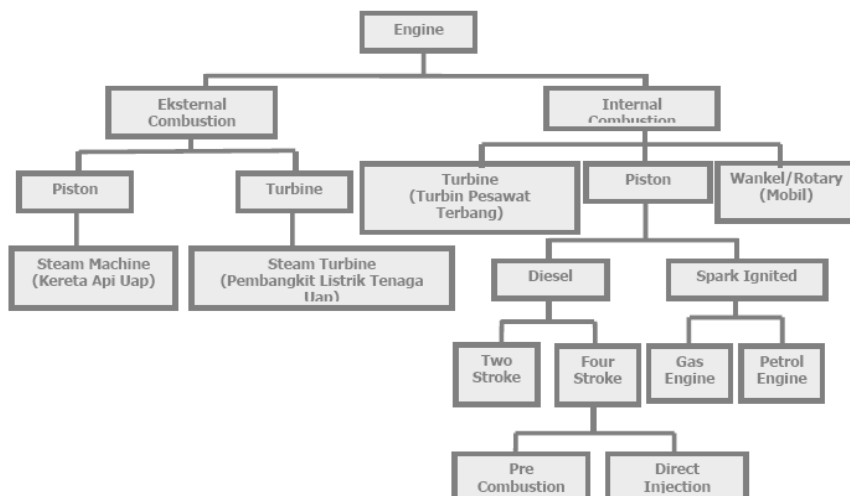 Engine
Eksternal
Combustion
Internal
Combustion
Piston
Turbine
Turbine
(Turbin Pesawat
Terbang)
Piston
Wankel/Rotary
(Mobil)
Steam Machine
(Kereta Api Uap)
Steam Turbine
(Pembangkit Listrik Tenaga
Uap)
Diesel
Spark Ignited
Two
Stroke
Four
Stroke
Gas
Engine
Petrol
Engine
Pre
Combustion
Direct
Injection